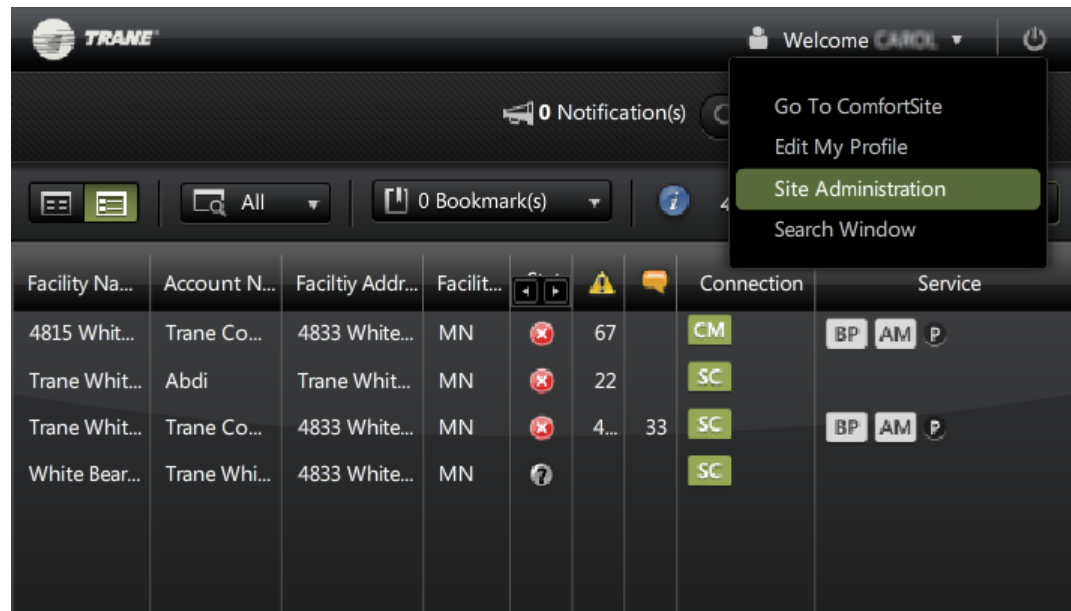 TRANE
Welcome
0 Notification(s)
Go To ComfortSite
Edit My Profile
Site Administration
Search Window
All
0 Bookmark(s)
i
4
Facility Na... Account N... Faciltiy Addr... Facilit... Connection Service
4815 Whit... Trane Co... 4833 White... MN 67 CM BP AM P
Trane Whit... Abdi Trane Whit... MN 22 SC
Trane Whit... Trane Co... 4833 White... MN 4... 33 SC BP AM P
White Bear... Trane Whi... 4833 White... MN ? SC